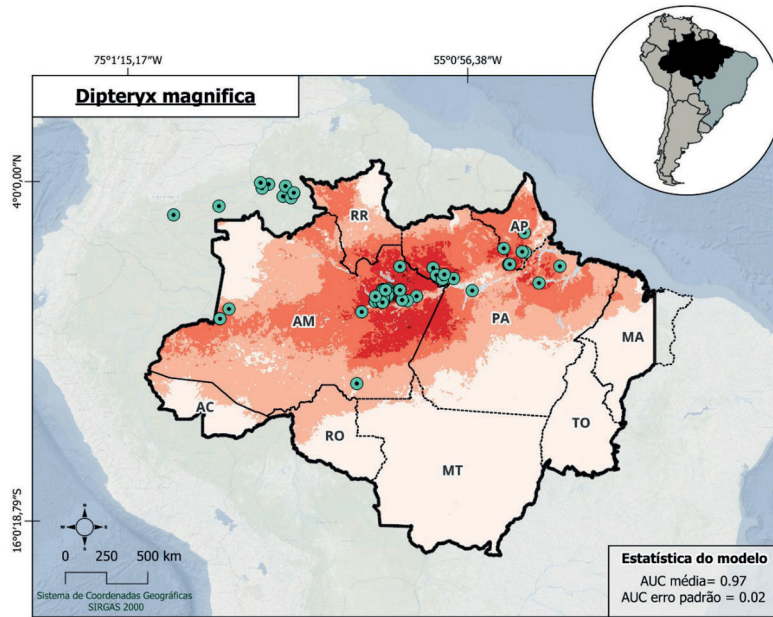 75°1'15,17"W
55°0'56,38"W
Dipteryx magnifica
4°0'0,00"N
RR
AP
AM
PA
MA
AC
RO
TO
MT
16°0'18,79"S
N
W
E
S
0 250 500 km
Sistema de Coordenadas Geográficas
SIRGAS 2000
Estatística do modelo
AUC média= 0.97
AUC erro padrão = 0.02